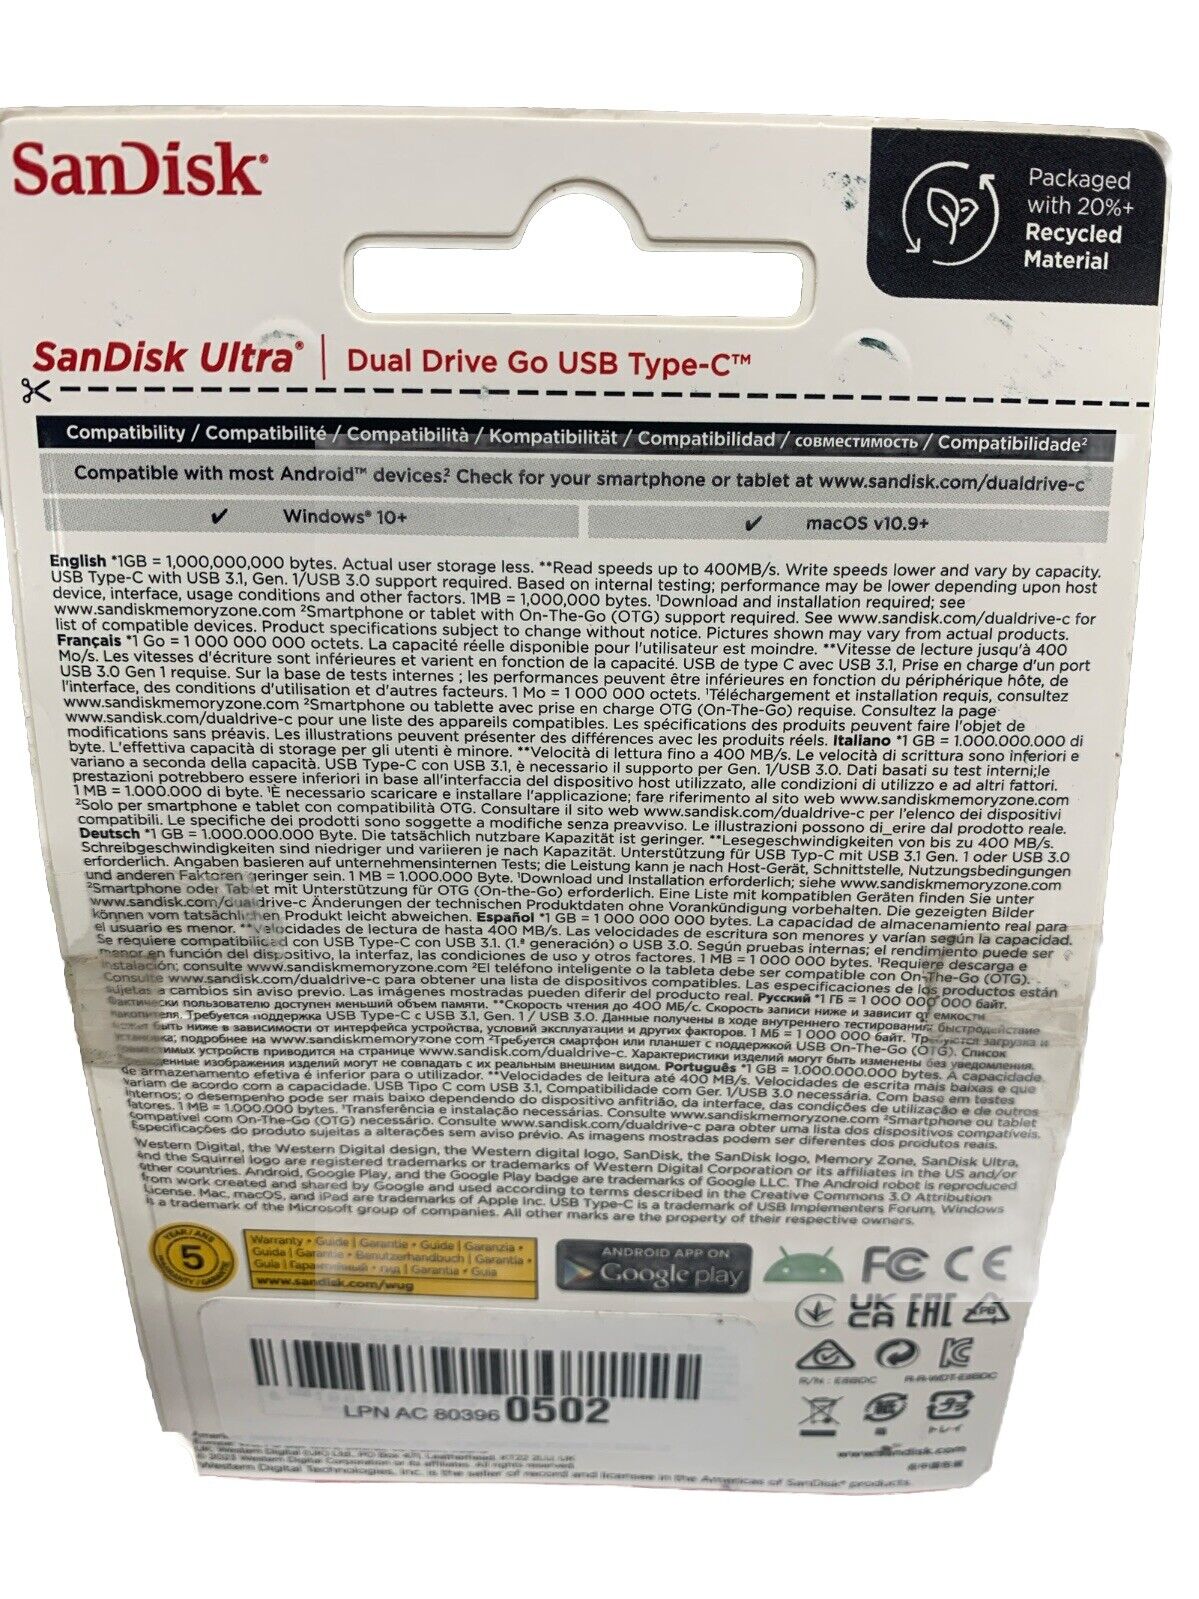 SanDisk®
Packaged
with 20%+
Recycled
Material
SanDisk Ultra® | Dual Drive Go USB Type-C™
Compatibility / Compatibilité / Compatibilità / Kompatibilität / Compatibilidad / совместимость / Compatibilidade²
Compatible with most Android™ devices.² Check for your smartphone or tablet at www.sandisk.com/dualdrive-c
✔ Windows® 10+
✔ macOS v10.9+
English *1GB = 1,000,000,000 bytes. Actual user storage less. **Read speeds up to 400MB/s. Write speeds lower and vary by capacity.
USB Type-C with USB 3.1, Gen. 1/USB 3.0 support required. Based on internal testing; performance may be lower depending upon host
device, interface, usage conditions and other factors. 1MB = 1,000,000 bytes. ¹Download and installation required; see
www.sandiskmemoryzone.com ²Smartphone or tablet with On-The-Go (OTG) support required. See www.sandisk.com/dualdrive-c for
list of compatible devices. Product specifications subject to change without notice. Pictures shown may vary from actual products.
Français *1 Go = 1 000 000 000 octets. La capacité réelle disponible pour l'utilisateur est moindre. **Vitesse de lecture jusqu'à 400
Mo/s. Les vitesses d'écriture sont inférieures et varient en fonction de la capacité. USB de type C avec USB 3.1, Prise en charge d'un port
USB 3.0 Gen 1 requise. Sur la base de tests internes ; les performances peuvent être inférieures en fonction du périphérique hôte, de
l'interface, des conditions d'utilisation et d'autres facteurs. 1 Mo = 1 000 000 octets. ¹Téléchargement et installation requis, consultez
www.sandiskmemoryzone.com ²Smartphone ou tablette avec prise en charge OTG (On-The-Go) requise. Consultez la page
www.sandisk.com/dualdrive-c pour une liste des appareils compatibles. Les spécifications des produits peuvent faire l'objet de
modifications sans préavis. Les illustrations peuvent présenter des différences avec les produits réels. Italiano *1 GB = 1.000.000.000 di
byte. L'effettiva capacità di storage per gli utenti è minore. **Velocità di lettura fino a 400 MB/s. Le velocità di scrittura sono inferiori e
variano a seconda della capacità. USB Type-C con USB 3.1, è necessario il supporto per Gen. 1/USB 3.0. Dati basati su test interni;le
prestazioni potrebbero essere inferiori in base all'interfaccia del dispositivo host utilizzato, alle condizioni di utilizzo e ad altri fattori.
1 MB = 1.000.000 di byte. ¹È necessario scaricare e installare l'applicazione; fare riferimento al sito web www.sandiskmemoryzone.com
²Solo per smartphone e tablet con compatibilità OTG. Consultare il sito web www.sandisk.com/dualdrive-c per l'elenco dei dispositivi
compatibili. Le specifiche dei prodotti sono soggette a modifiche senza preavviso. Le illustrazioni possono di_erire dal prodotto reale.
Deutsch *1 GB = 1.000.000.000 Byte. Die tatsächlich nutzbare Kapazität ist geringer. **Lesegeschwindigkeiten von bis zu 400 MB/s.
Schreibgeschwindigkeiten sind niedriger und variieren je nach Kapazität. Unterstützung für USB Typ-C mit USB 3.1 Gen. 1 oder USB 3.0
erforderlich. Angaben basieren auf unternehmensinternen Tests; die Leistung kann je nach Host-Gerät, Schnittstelle, Nutzungsbedingungen
und anderen Faktoren geringer sein. 1 MB = 1.000.000 Byte. ¹Download und Installation erforderlich; siehe www.sandiskmemoryzone.com
²Smartphone oder Tablet mit Unterstützung für OTG (On-the-Go) erforderlich. Eine Liste mit kompatiblen Geräten finden Sie unter
www.sandisk.com/dualdrive-c Änderungen der technischen Produktdaten ohne Vorankündigung vorbehalten. Die gezeigten Bilder
können vom tatsächlichen Produkt leicht abweichen. Español *1 GB = 1 000 000 000 bytes. La capacidad de almacenamiento real para
el usuario es menor. **Velocidades de lectura de hasta 400 MB/s. Las velocidades de escritura son menores y varían según la capacidad.
Se requiere compatibilidad con USB Type-C con USB 3.1. (1.ª generación) o USB 3.0. Según pruebas internas; el rendimiento puede ser
menor en función del dispositivo, la interfaz, las condiciones de uso y otros factores. 1 MB = 1 000 000 bytes. ¹Requiere descarga e
instalación; consulte www.sandiskmemoryzone.com ²El teléfono inteligente o la tableta debe ser compatible con On-The-Go (OTG).
Consulte www.sandisk.com/dualdrive-c para obtener una lista de dispositivos compatibles. Las especificaciones de los productos están
sujetas a cambios sin aviso previo. Las imágenes mostradas pueden diferir del producto real. Русский *1 ГБ = 1 000 000 000 байт.
Фактически пользователю доступен меньший объем памяти. **Скорость чтения до 400 МБ/с. Скорость записи ниже и зависит от емкости
накопителя. Требуется поддержка USB Type-C с USB 3.1, Gen. 1 / USB 3.0. Данные получены в ходе внутреннего тестирования; быстродействие
может быть ниже в зависимости от интерфейса устройства, условий эксплуатации и других факторов. 1 МБ = 1 000 000 байт. ¹Требуется загрузка и
установка; подробнее на www.sandiskmemoryzone com ²Требуется смартфон или планшет с поддержкой USB On-The-Go (OTG). Список
устройств приводится на странице www.sandisk.com/dualdrive-c. Характеристики изделий могут быть изменены без уведомления.
изображения изделий могут не совпадать с их реальным внешним видом. Português *1 GB = 1.000.000.000 bytes. A capacidade
de armazenamento efetiva é inferior para o utilizador. **Velocidades de leitura até 400 MB/s. Velocidades de escrita mais baixas e que
variam de acordo com a capacidade. USB Tipo C com USB 3.1, Compatibilidade com Ger. 1/USB 3.0 necessária. Com base em testes
internos; o desempenho pode ser mais baixo dependendo do dispositivo anfitrião, da interface, das condições de utilização e de outros
fatores. 1 MB = 1.000.000 bytes. ¹Transferência e instalação necessárias. Consulte www.sandiskmemoryzone.com ²Smartphone ou tablet
compatível com On-The-Go (OTG) necessário. Consulte www.sandisk.com/dualdrive-c para obter uma lista dos dispositivos compatíveis.
Especificações do produto sujeitas a alterações sem aviso prévio. As imagens mostradas podem ser diferentes dos produtos reais.
Western Digital, the Western Digital design, the Western digital logo, SanDisk, the SanDisk logo, Memory Zone, SanDisk Ultra,
and the Squirrel logo are registered trademarks or trademarks of Western Digital Corporation or its affiliates in the US and/or
other countries. Android, Google Play, and the Google Play badge are trademarks of Google LLC. The Android robot is reproduced
from work created and shared by Google and used according to terms described in the Creative Commons 3.0 Attribution
License. Mac, macOS, and iPad are trademarks of Apple Inc. USB Type-C is a trademark of USB Implementers Forum, Windows
is a trademark of the Microsoft group of companies. All other marks are the property of their respective owners.
YEAR / ANS
5
WARRANTY / GARANTIE
Warranty • Guide | Garantie • Guide | Garanzia •
Guida | Garantie • Benutzerhandbuch | Garantía •
Guía | Гарантийный • гид | Garantia • Guia
www.sandisk.com/wug
ANDROID APP ON
Google play
FC CE
UK CA EAC
R-R-WDT-E88DC
トレイ
LPN AC 80396 0502
www.sandisk.com
© 2023 Western Digital Corporation or its affiliates. All rights reserved.
Western Digital Technologies, Inc. is the seller of record and licensee in the Americas of SanDisk® products.